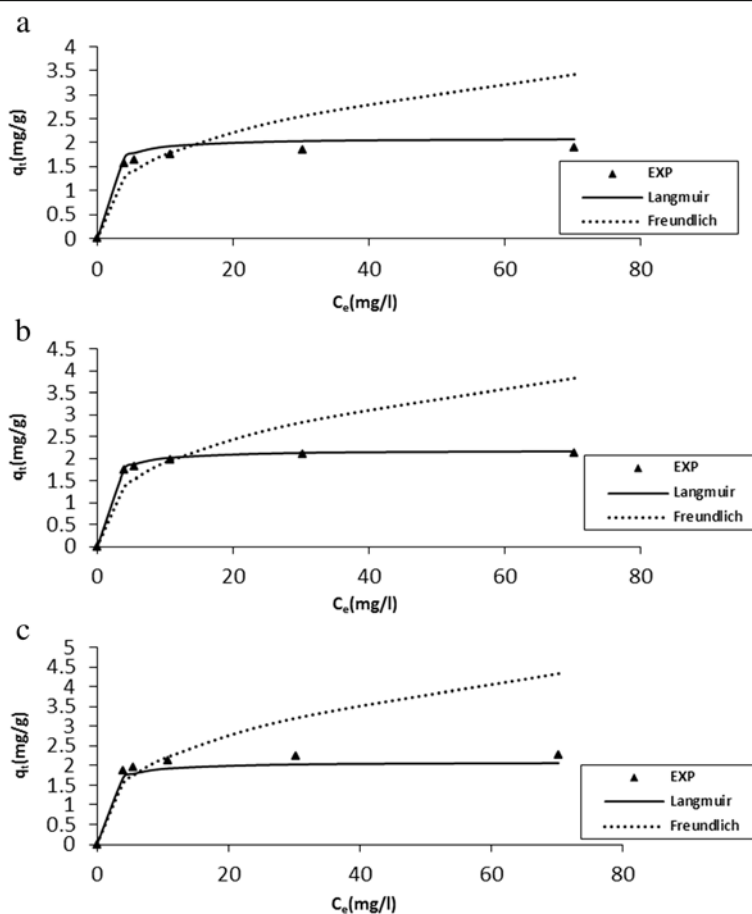 a
4
3.5
3
2.5
2
1.5
1
0.5
0
qₜ(mg/g)
0 20 40 60 80
Cₑ(mg/l)
EXP
Langmuir
Freundlich
b
4.5
4
3.5
3
2.5
2
1.5
1
0.5
0
qₜ(mg/g)
0 20 40 60 80
Cₑ(mg/l)
EXP
Langmuir
Freundlich
c
5
4.5
4
3.5
3
2.5
2
1.5
1
0.5
0
qₜ(mg/g)
0 20 40 60 80
Cₑ(mg/l)
EXP
Langmuir
Freundlich